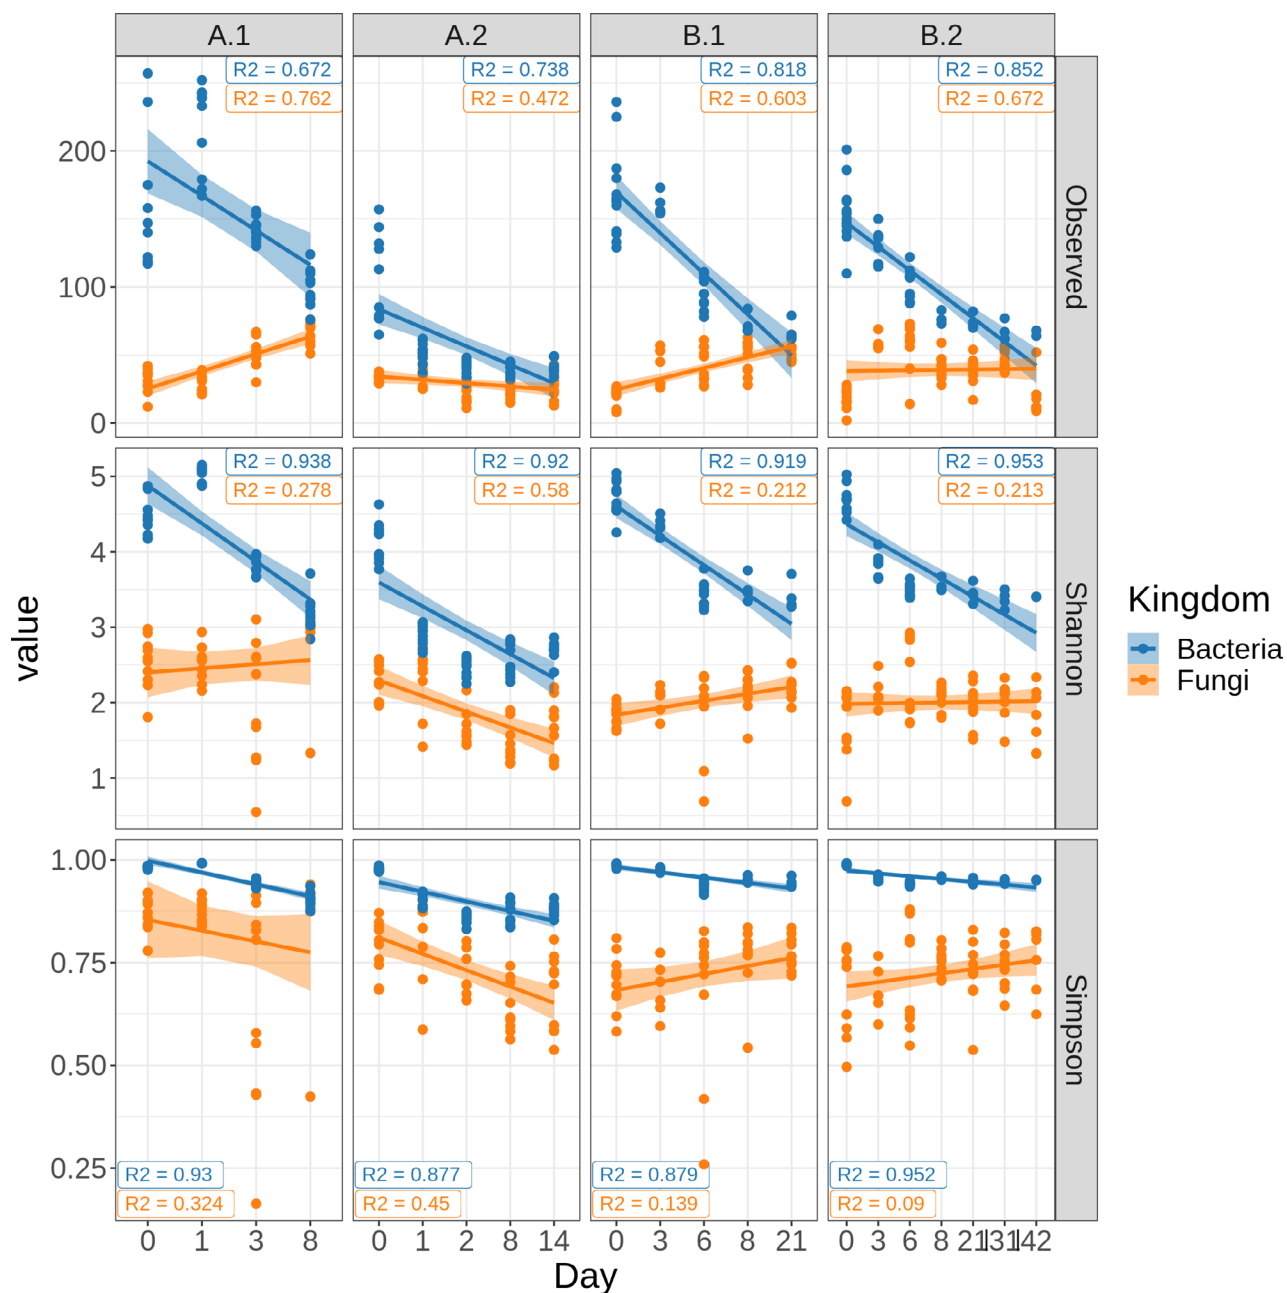 A.1 A.2 B.1 B.2
R2 = 0.672 R2 = 0.738 R2 = 0.818 R2 = 0.852
R2 = 0.762 R2 = 0.472 R2 = 0.603 R2 = 0.672
200
100
0
Observed
R2 = 0.938 R2 = 0.92 R2 = 0.919 R2 = 0.953
R2 = 0.278 R2 = 0.58 R2 = 0.212 R2 = 0.213
5
4
3
2
1
Shannon
value
1.00
0.75
0.50
0.25
Simpson
R2 = 0.93 R2 = 0.877 R2 = 0.879 R2 = 0.952
R2 = 0.324 R2 = 0.45 R2 = 0.139 R2 = 0.09
0 1 3 8 0 1 2 8 14 0 3 6 8 21 0 3 6 8
Day
Kingdom
Bacteria
Fungi